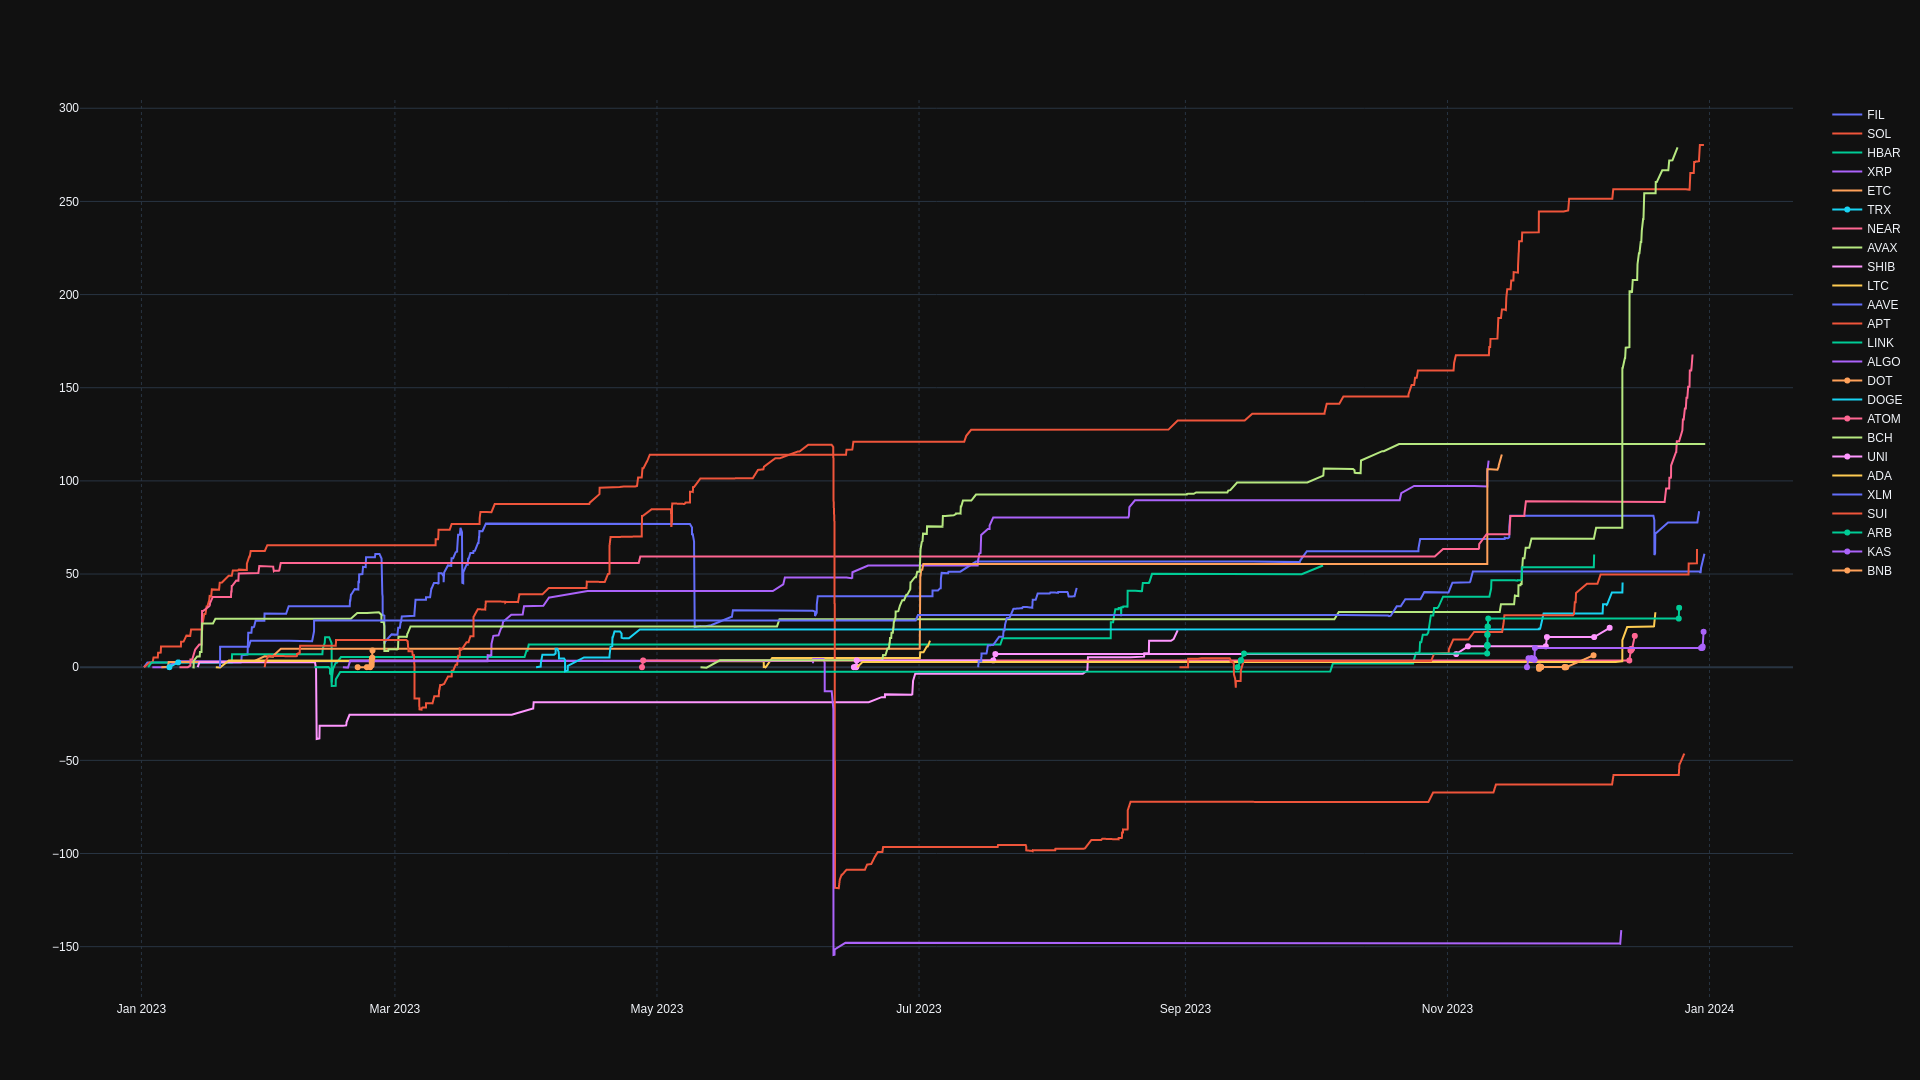 300
250
200
150
100
50
0
−50
−100
−150
Jan 2023 Mar 2023 May 2023 Jul 2023 Sep 2023 Nov 2023 Jan 2024
FIL
SOL
HBAR
XRP
ETC
TRX
NEAR
AVAX
SHIB
LTC
AAVE
APT
LINK
ALGO
DOT
DOGE
ATOM
BCH
UNI
ADA
XLM
SUI
ARB
KAS
BNB